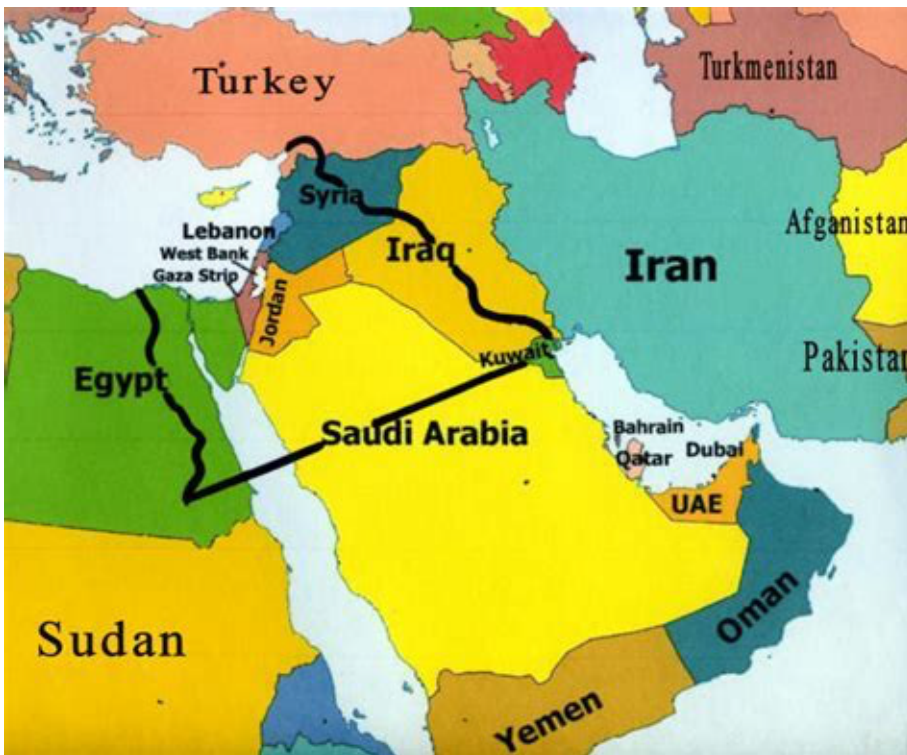 Turkey
Turkmenistan
Syria
Afganistan
Lebanon
West Bank
Gaza Strip
Iraq
Iran
Jordan
Kuwait
Pakistan
Egypt
Saudi Arabia
Bahrain
Dubai
Qatar
UAE
Oman
Sudan
Yemen